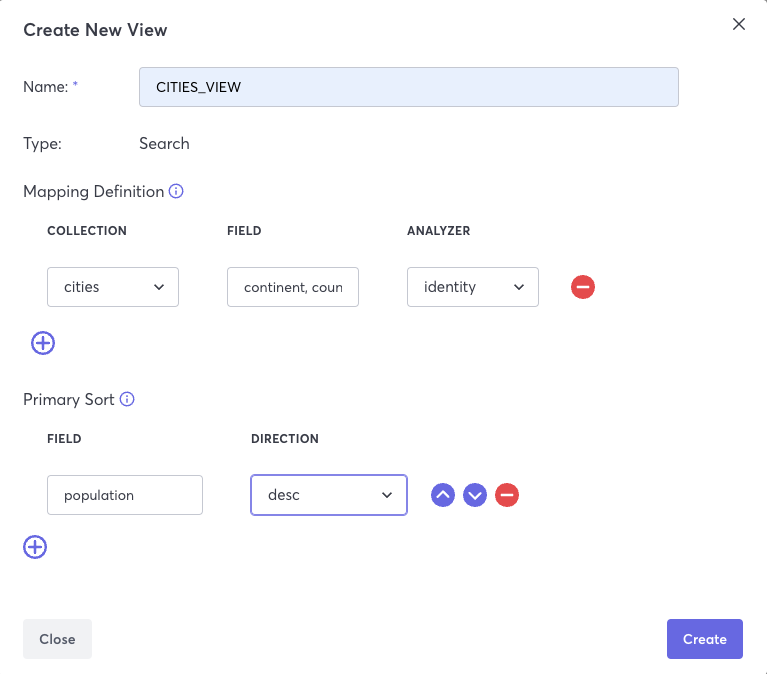 Create New View
Name: *
CITIES_VIEW
Type:
Search
Mapping Definition
COLLECTION FIELD ANALYZER
cities continent, coun identity
Primary Sort
FIELD DIRECTION
population desc
Close Create